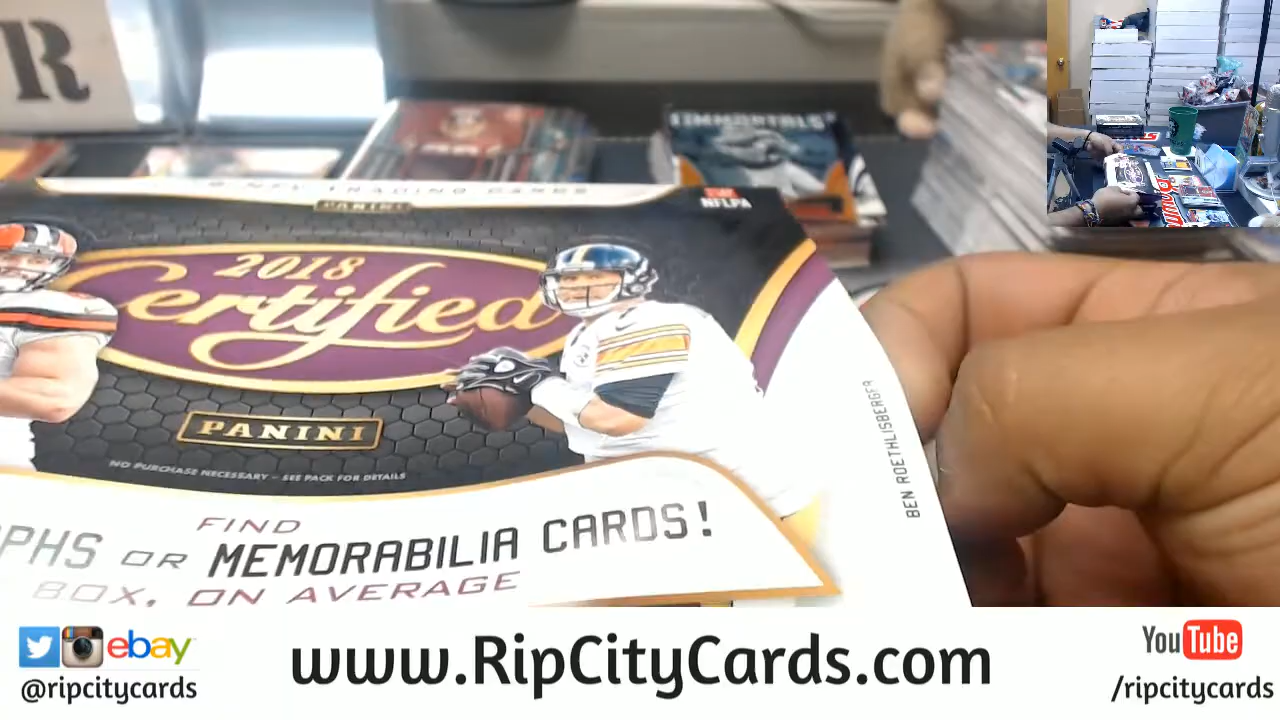 R
IMMORTALS
NFL TRADING CARDS
PANINI
NFLPA
2018
Certified
PANINI
NO PURCHASE NECESSARY – SEE PACK FOR DETAILS
BEN ROETHLISBERGER
FIND
PHS OR MEMORABILIA CARDS!
BOX, ON AVERAGE
ebay
@ripcitycards
www.RipCityCards.com
YouTube
/ripcitycards